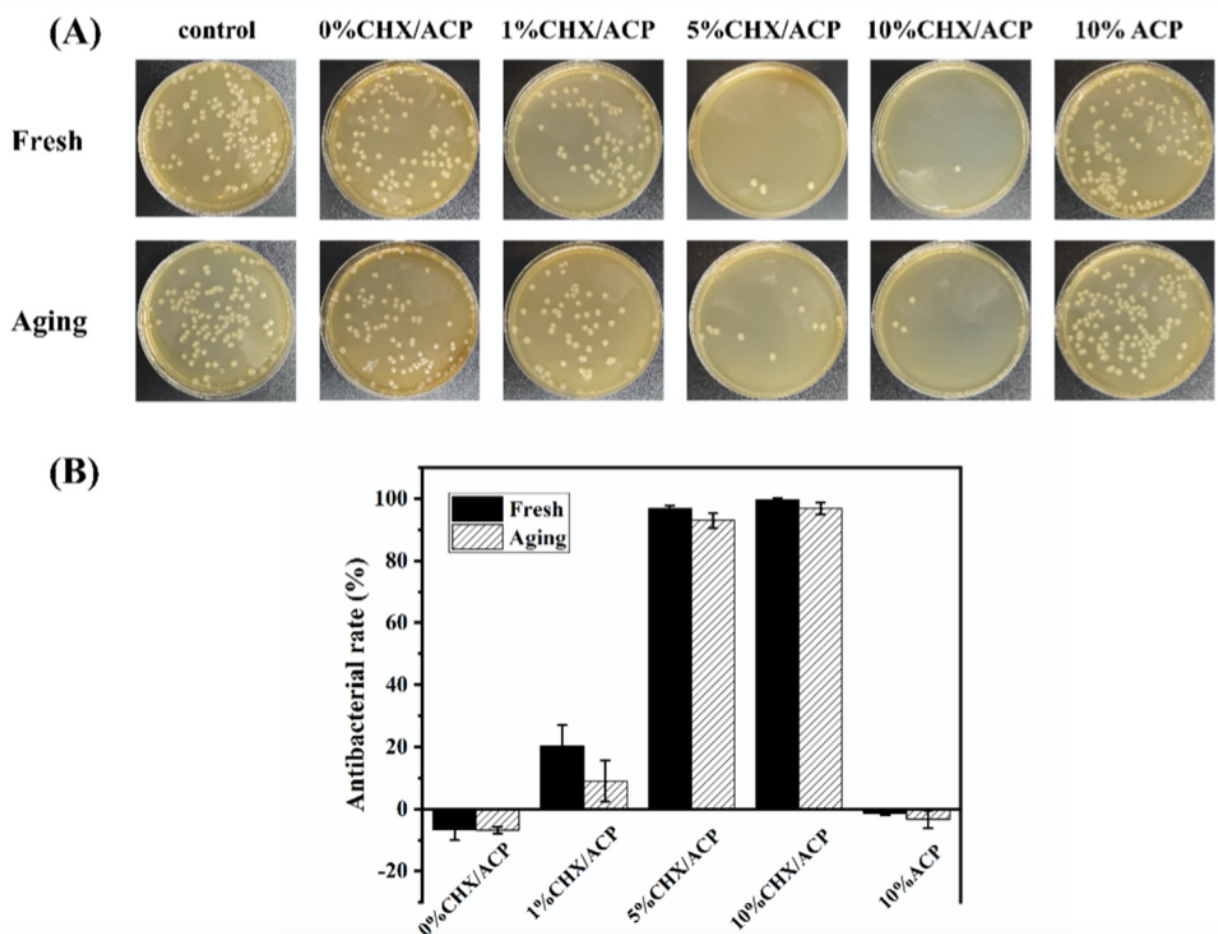 (A)
control 0%CHX/ACP 1%CHX/ACP 5%CHX/ACP 10%CHX/ACP 10% ACP
Fresh
Aging
(B)
Antibacterial rate (%)
100
80
60
40
20
0
-20
Fresh
Aging
0%CHX/ACP
1%CHX/ACP
5%CHX/ACP
10%CHX/ACP
10%ACP